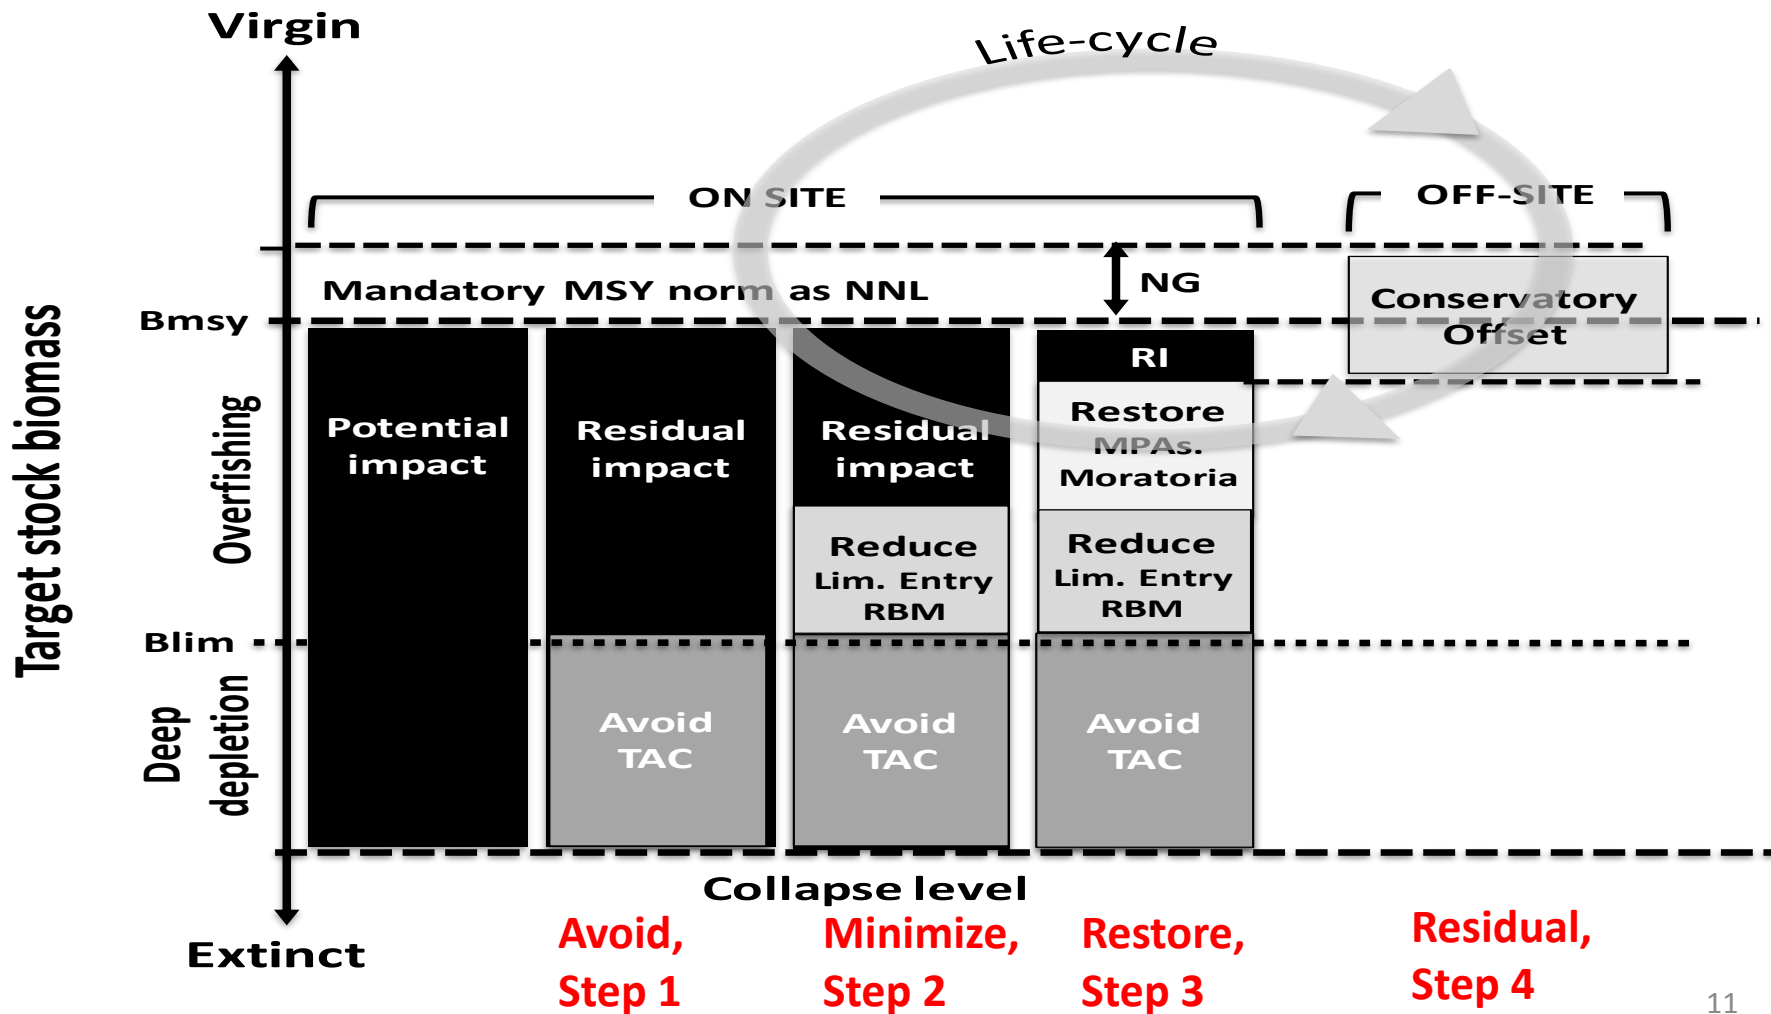 Virgin
Life-cycle
ON SITE
OFF-SITE
Mandatory MSY norm as NNL
NG
Conservatory
Offset
Bmsy
Target stock biomass
Overfishing
Potential
impact
Residual
impact
Residual
impact
RI
Restore
MPAs.
Moratoria
Reduce
Lim. Entry
RBM
Reduce
Lim. Entry
RBM
Blim
Deep
depletion
Avoid
TAC
Avoid
TAC
Avoid
TAC
Collapse level
Extinct
Avoid,
Step 1
Minimize,
Step 2
Restore,
Step 3
Residual,
Step 4
11